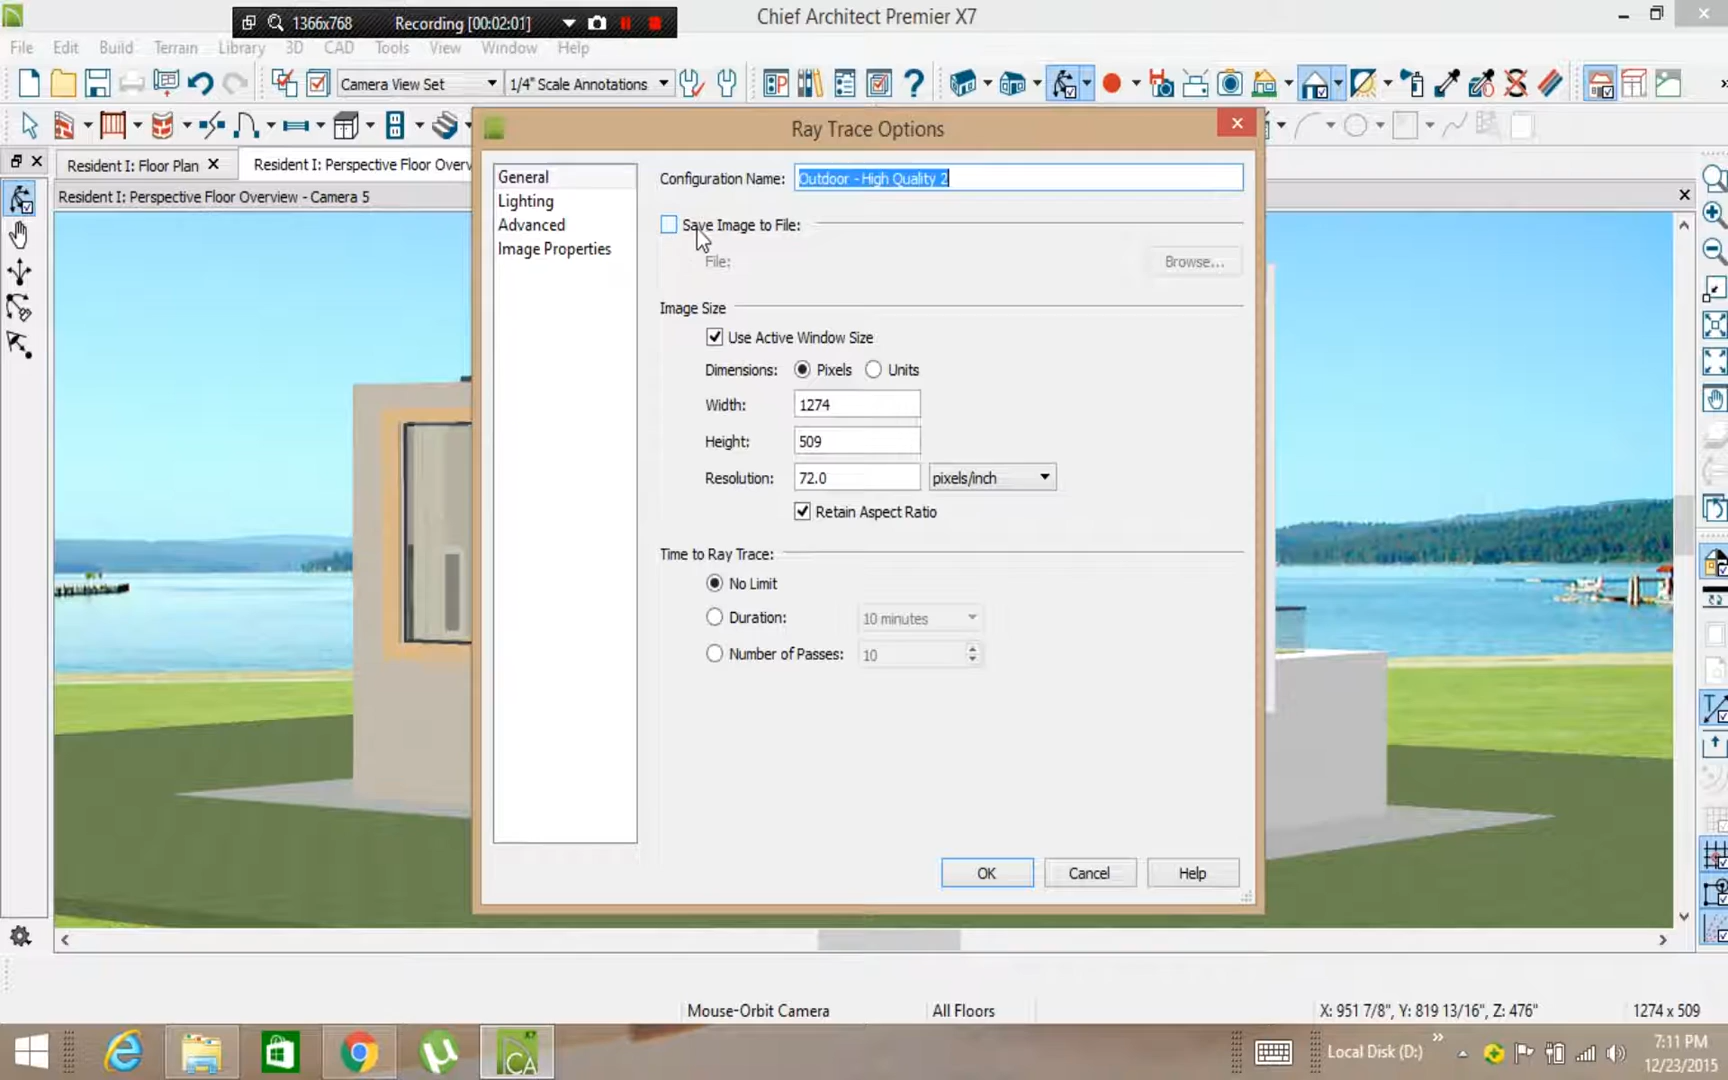 1366x768
Recording [00:02:01]
Chief Architect Premier X7
File Edit Build Terrain Library 3D CAD Tools View Window Help
Camera View Set
1/4" Scale Annotations
Resident I: Floor Plan
Resident I: Perspective Floor Overv
Resident I: Perspective Floor Overview - Camera 5
Ray Trace Options
General
Lighting
Advanced
Image Properties
Configuration Name: Outdoor - High Quality 2
Save Image to File:
File:
Browse...
Image Size
Use Active Window Size
Dimensions: Pixels Units
Width: 1274
Height: 509
Resolution: 72.0 pixels/inch
Retain Aspect Ratio
Time to Ray Trace:
No Limit
Duration: 10 minutes
Number of Passes: 10
OK Cancel Help
Mouse-Orbit Camera
All Floors
X: 951 7/8", Y: 819 13/16", Z: 476"
1274 x 509
X7
CA
Local Disk (D:)
7:11 PM
12/23/2015